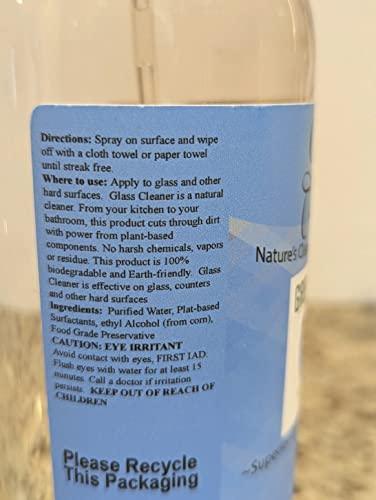 Directions: Spray on surface and wipe
off with a cloth towel or paper towel
until streak free.
Where to use: Apply to glass and other
hard surfaces. Glass Cleaner is a natural
cleaner. From your kitchen to your
bathroom, this product cuts through dirt
with power from plant-based
components. No harsh chemicals, vapors
or residue. This product is 100%
biodegradable and Earth-friendly. Glass
Cleaner is effective on glass, counters
and other hard surfaces
Ingredients: Purified Water, Plat-based
Surfactants, ethyl Alcohol (from corn),
Food Grade Preservative
CAUTION: EYE IRRITANT
Avoid contact with eyes, FIRST IAD.
Flush eyes with water for at least 15
minutes. Call a doctor if irritation
persists. KEEP OUT OF REACH OF
CHILDREN
Please Recycle
This Packaging
Nature's
~Superior